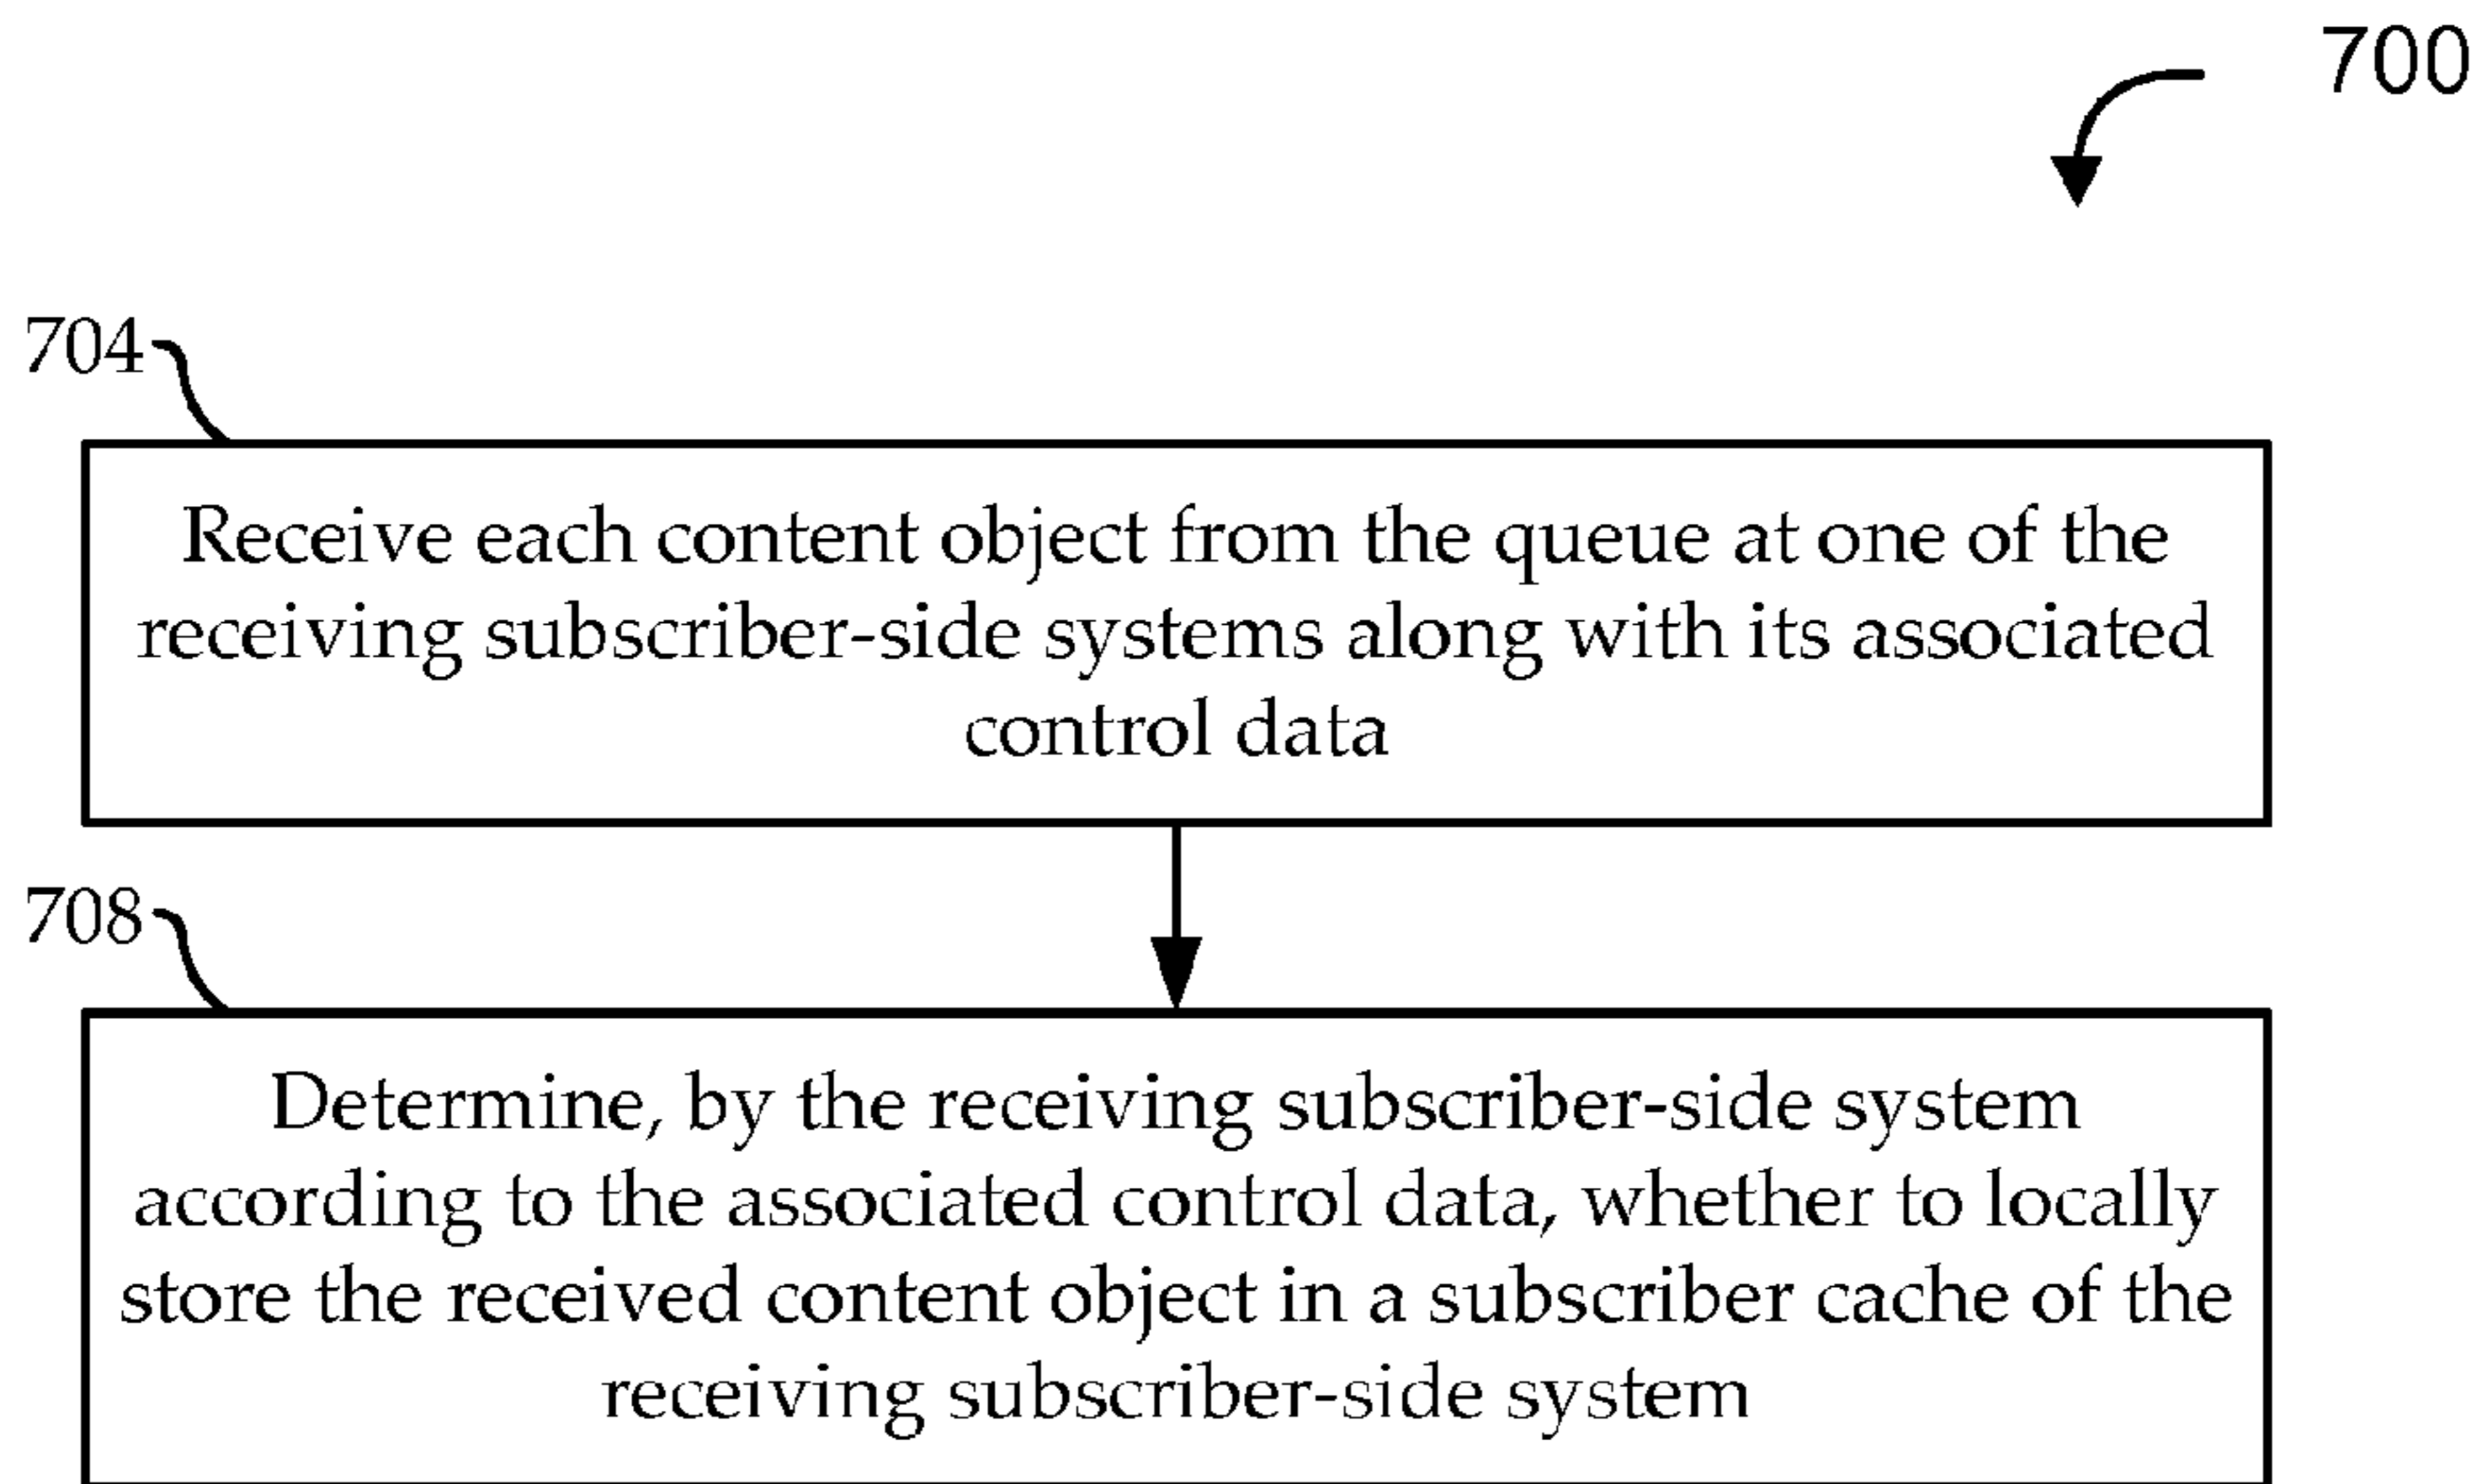 700
704
Receive each content object from the queue at one of the
receiving subscriber-side systems along with its associated
control data
708
Determine, by the receiving subscriber-side system
according to the associated control data, whether to locally
store the received content object in a subscriber cache of the
receiving subscriber-side system